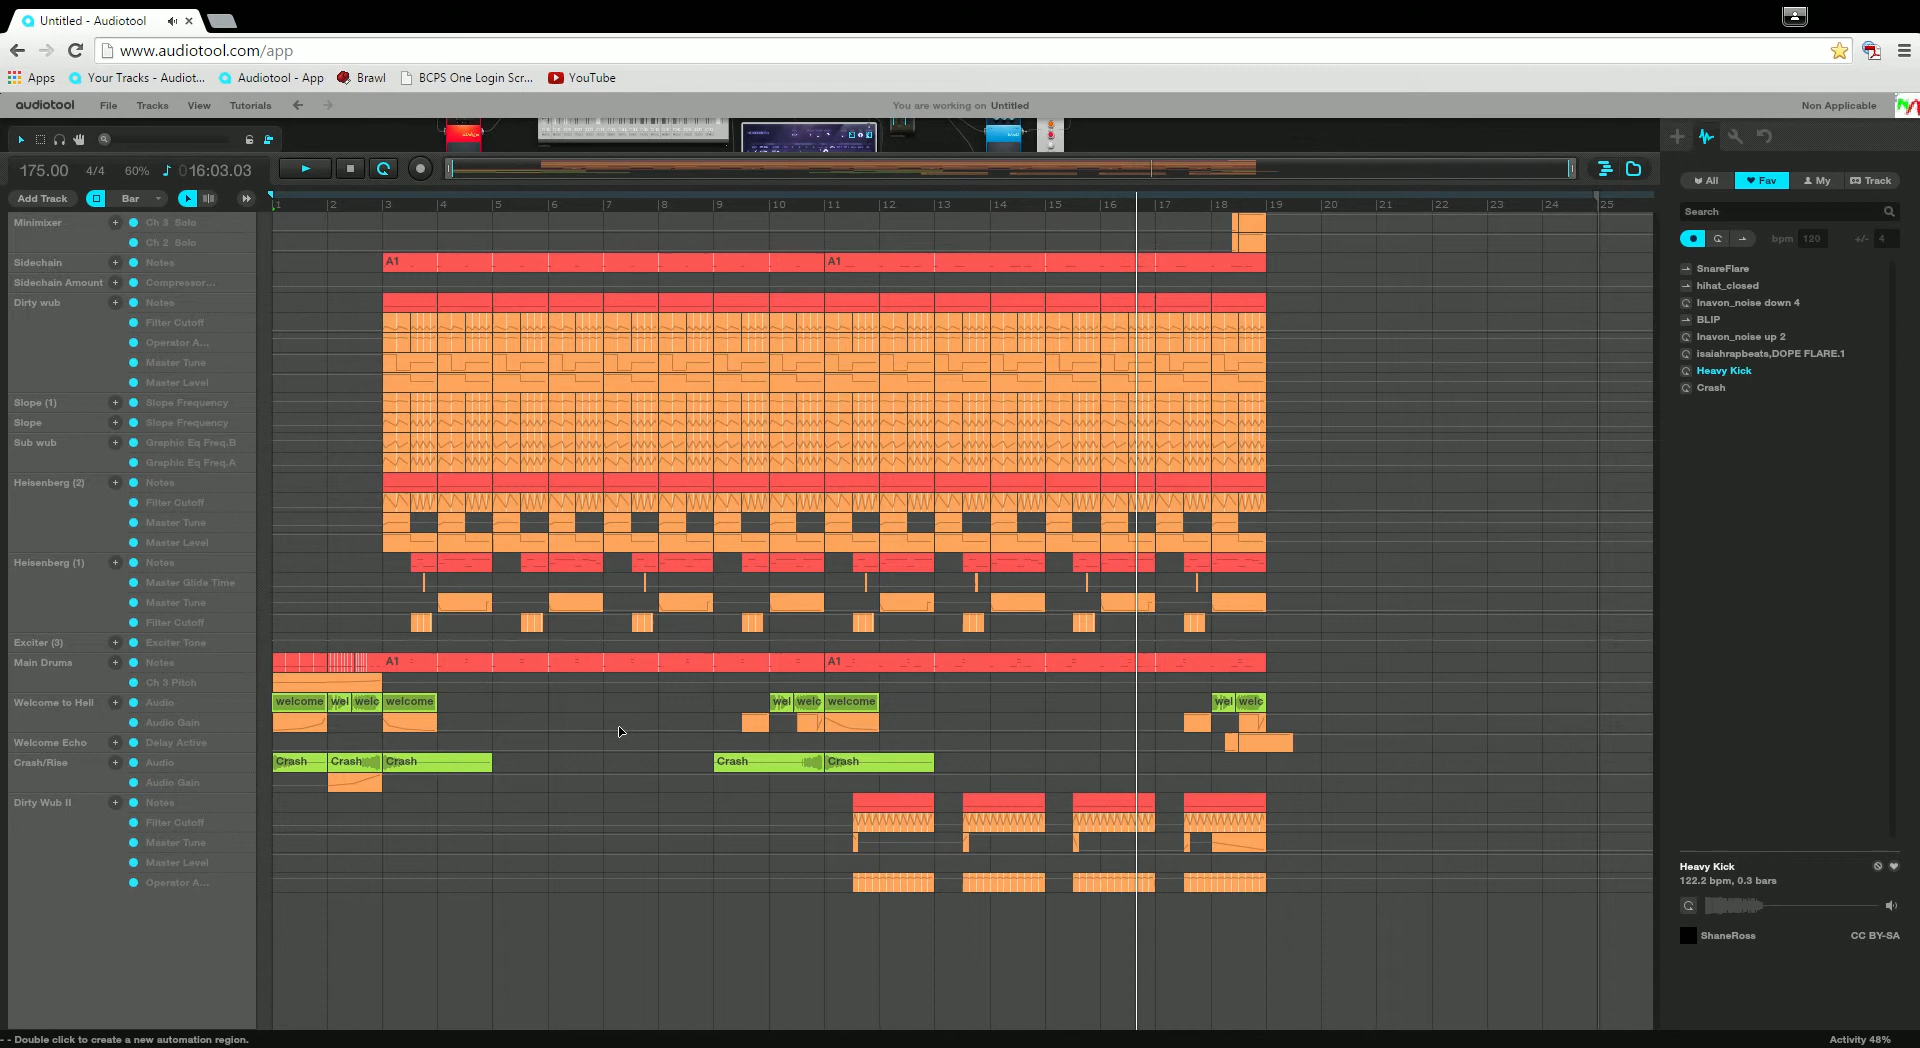 Untitled - Audiotool
www.audiotool.com/app
Apps Your Tracks - Audiot... Audiotool - App Brawl BCPS One Login Scr... YouTube
audiotool File Tracks View Tutorials You are working on Untitled Non Applicable
175.00 4/4 60% 016:03.03
Add Track Bar
1 2 3 4 5 6 7 8 9 10 11 12 13 14 15 16 17 18 19 20 21 22 23 24 25
Minimixer + Ch 3 Solo
Ch 2 Solo
Sidechain + Notes A1 A1
Sidechain Amount + Compressor...
Dirty wub + Notes
Filter Cutoff
Operator A...
Master Tune
Master Level
Slope (1) + Slope Frequency
Slope + Slope Frequency
Sub wub + Graphic Eq Freq.B
Graphic Eq Freq.A
Heisenberg (2) + Notes
Filter Cutoff
Master Tune
Master Level
Heisenberg (1) + Notes
Master Glide Time
Master Tune
Filter Cutoff
Exciter (3) + Exciter Tone
Main Drums + Notes A1 A1
Ch 3 Pitch
Welcome to Hell + Audio welcome wel welc welcome wel welc welcome wel welc
Audio Gain
Welcome Echo + Delay Active
Crash/Rise + Audio Crash Crash Crash Crash Crash
Audio Gain
Dirty Wub II + Notes
Filter Cutoff
Master Tune
Master Level
Operator A...
All Fav My Track
Search
bpm 120 +/- 4
SnareFlare
hihat_closed
Inavon_noise down 4
BLIP
Inavon_noise up 2
isaiahrapbeats,DOPE FLARE.1
Heavy Kick
Crash
Heavy Kick
122.2 bpm, 0.3 bars
ShaneRoss CC BY-SA
- - Double click to create a new automation region. Activity 48%